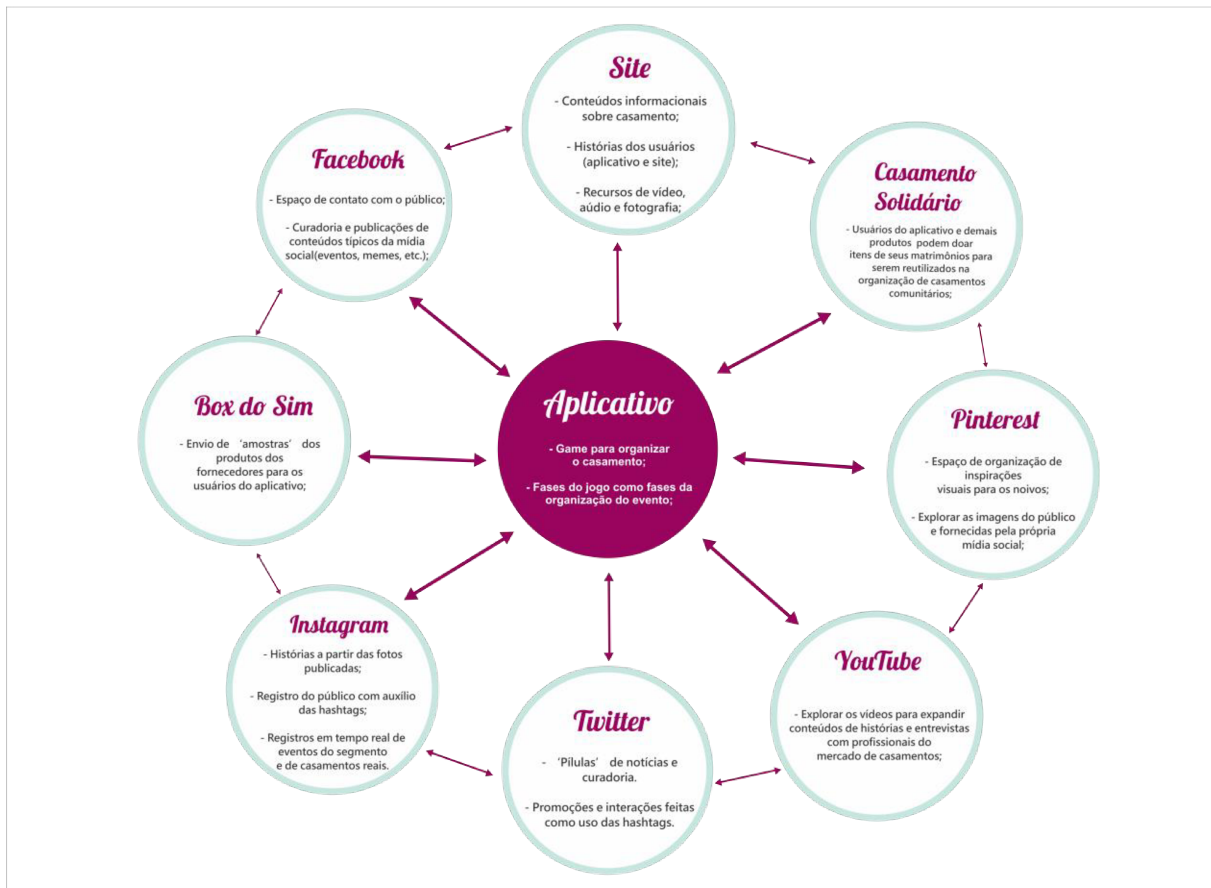 Site
- Conteúdos informacionais
sobre casamento;
- Histórias dos usuários
(aplicativo e site);
- Recursos de vídeo,
aúdio e fotografia;
Facebook
- Espaço de contato com o público;
- Curadoria e publicações de
conteúdos típicos da mídia
social(eventos, memes, etc.);
Casamento
Solidário
- Usuários do aplicativo e demais
produtos podem doar
itens de seus matrimônios para
serem reutilizados na
organização de casamentos
comunitários;
Box do Sim
- Envio de 'amostras' dos
produtos dos
fornecedores para os
usuários do aplicativo;
Aplicativo
- Game para organizar
o casamento;
- Fases do jogo como fases da
organização do evento;
Pinterest
- Espaço de organização de
inspirações
visuais para os noivos;
- Explorar as imagens do público
e fornecidas pela própria
mídia social;
Instagram
- Histórias a partir das fotos
publicadas;
- Registro do público com auxílio
das hashtags;
- Registros em tempo real de
eventos do segmento
e de casamentos reais.
Twitter
- 'Pílulas' de notícias e
curadoria.
- Promoções e interações feitas
como uso das hashtags.
YouTube
- Explorar os vídeos para expandir
conteúdos de histórias e entrevistas
com profissionais do
mercado de casamentos;